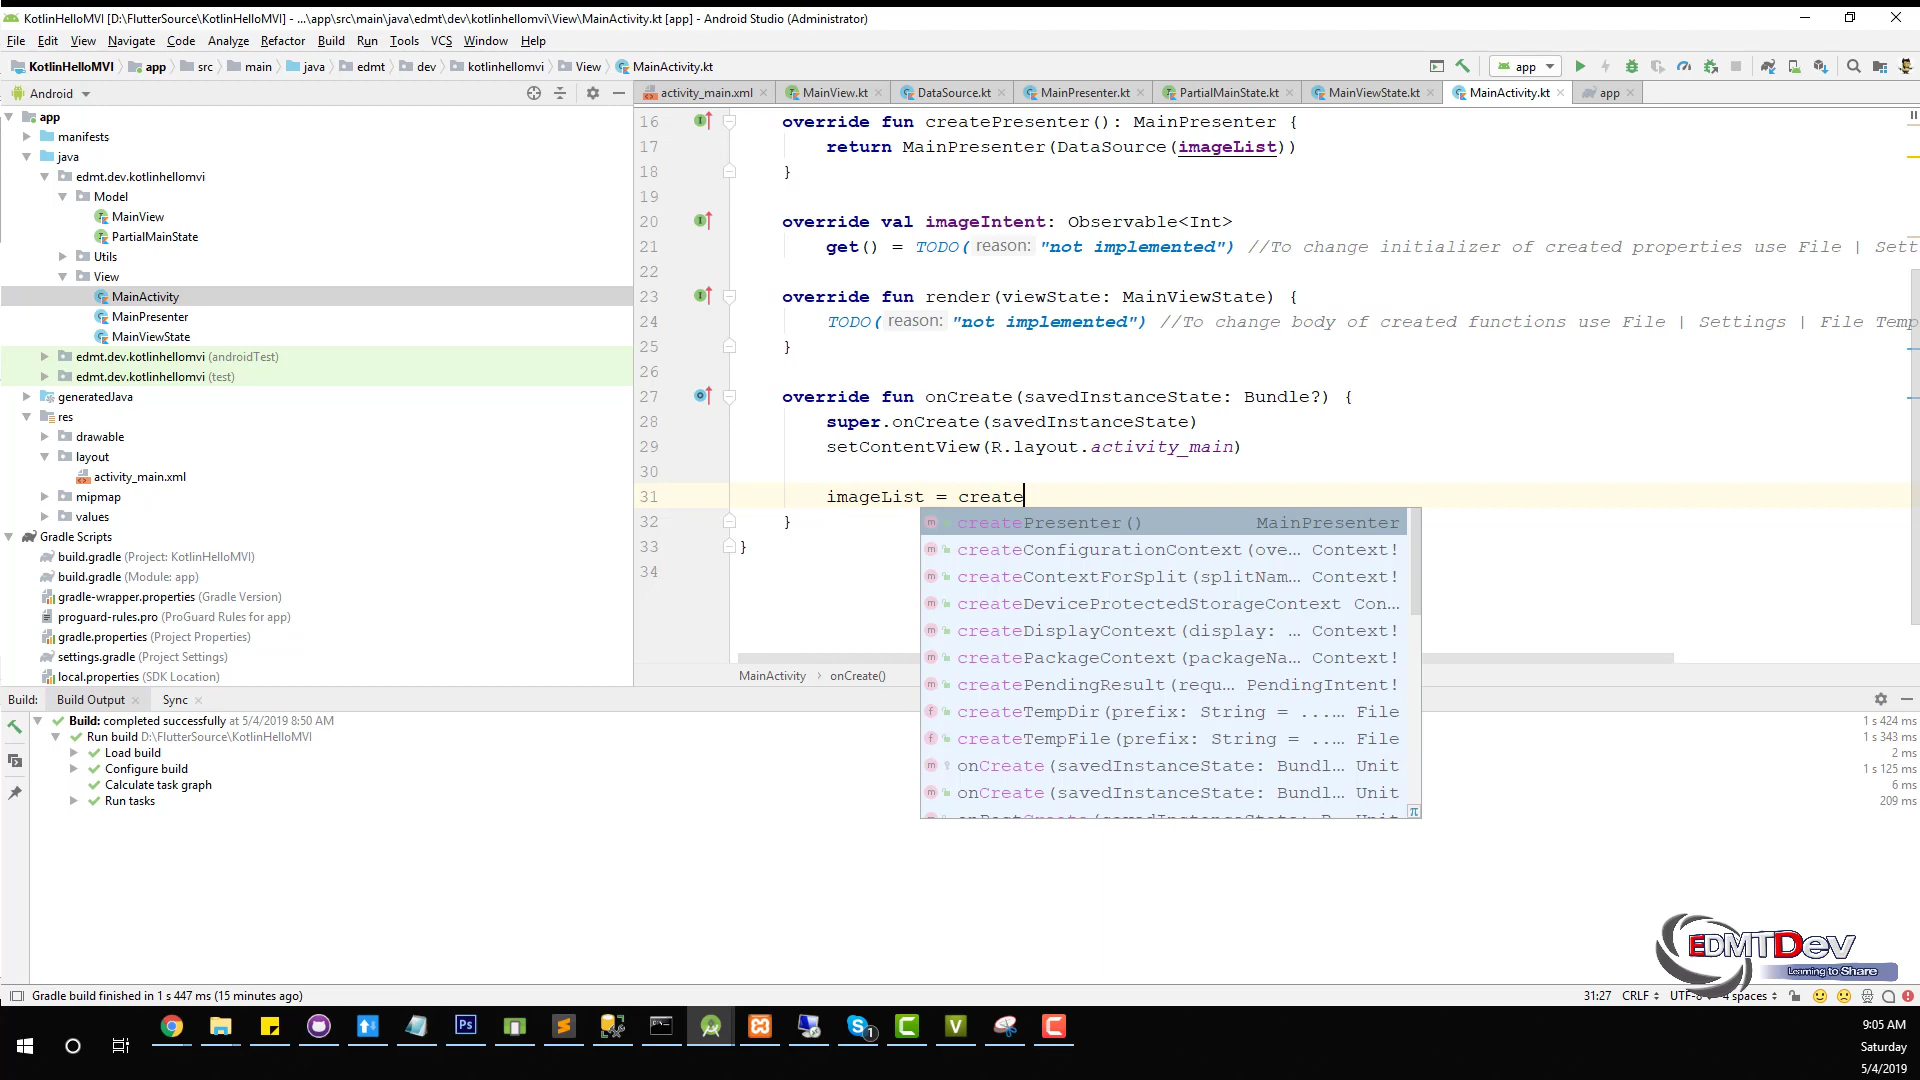 KotlinHelloMVI [D:\FlutterSource\KotlinHelloMVI] - ...\app\src\main\java\edmt\dev\kotlinhellomvi\View\MainActivity.kt [app] - Android Studio (Administrator)
File Edit View Navigate Code Analyze Refactor Build Run Tools VCS Window Help
KotlinHelloMVI app src main java edmt dev kotlinhellomvi View MainActivity.kt app
Android activity_main.xml MainView.kt DataSource.kt MainPresenter.kt PartialMainState.kt MainViewState.kt MainActivity.kt app
app
manifests
java
edmt.dev.kotlinhellomvi
Model
MainView
PartialMainState
Utils
View
MainActivity
MainPresenter
MainViewState
edmt.dev.kotlinhellomvi (androidTest)
edmt.dev.kotlinhellomvi (test)
generatedJava
res
drawable
layout
activity_main.xml
mipmap
values
Gradle Scripts
build.gradle (Project: KotlinHelloMVI)
build.gradle (Module: app)
gradle-wrapper.properties (Gradle Version)
proguard-rules.pro (ProGuard Rules for app)
gradle.properties (Project Properties)
settings.gradle (Project Settings)
local.properties (SDK Location)
16 override fun createPresenter(): MainPresenter {
17 return MainPresenter(DataSource(imageList))
18 }
19
20 override val imageIntent: Observable<Int>
21 get() = TODO( reason: "not implemented") //To change initializer of created properties use File | Sett
22
23 override fun render(viewState: MainViewState) {
24 TODO( reason: "not implemented") //To change body of created functions use File | Settings | File Temp
25 }
26
27 override fun onCreate(savedInstanceState: Bundle?) {
28 super.onCreate(savedInstanceState)
29 setContentView(R.layout.activity_main)
30
31 imageList = create
32 }
33 }
34
createPresenter() MainPresenter
createConfigurationContext(ove... Context!
createContextForSplit(splitNam... Context!
createDeviceProtectedStorageContext Con...
createDisplayContext(display: ... Context!
createPackageContext(packageNa... Context!
createPendingResult(requ... PendingIntent!
createTempDir(prefix: String = ...... File
createTempFile(prefix: String = ..... File
onCreate(savedInstanceState: Bundl... Unit
onCreate(savedInstanceState: Bundl... Unit
MainActivity › onCreate()
Build: Build Output Sync
Build: completed successfully at 5/4/2019 8:50 AM 1 s 424 ms
Run build D:\FlutterSource\KotlinHelloMVI 1 s 343 ms
Load build 2 ms
Configure build 1 s 125 ms
Calculate task graph 6 ms
Run tasks 209 ms
EDMTDev
Learning to Share
Gradle build finished in 1 s 447 ms (15 minutes ago) 31:27 CRLF UTF-8 4 spaces
9:05 AM
Saturday
5/4/2019